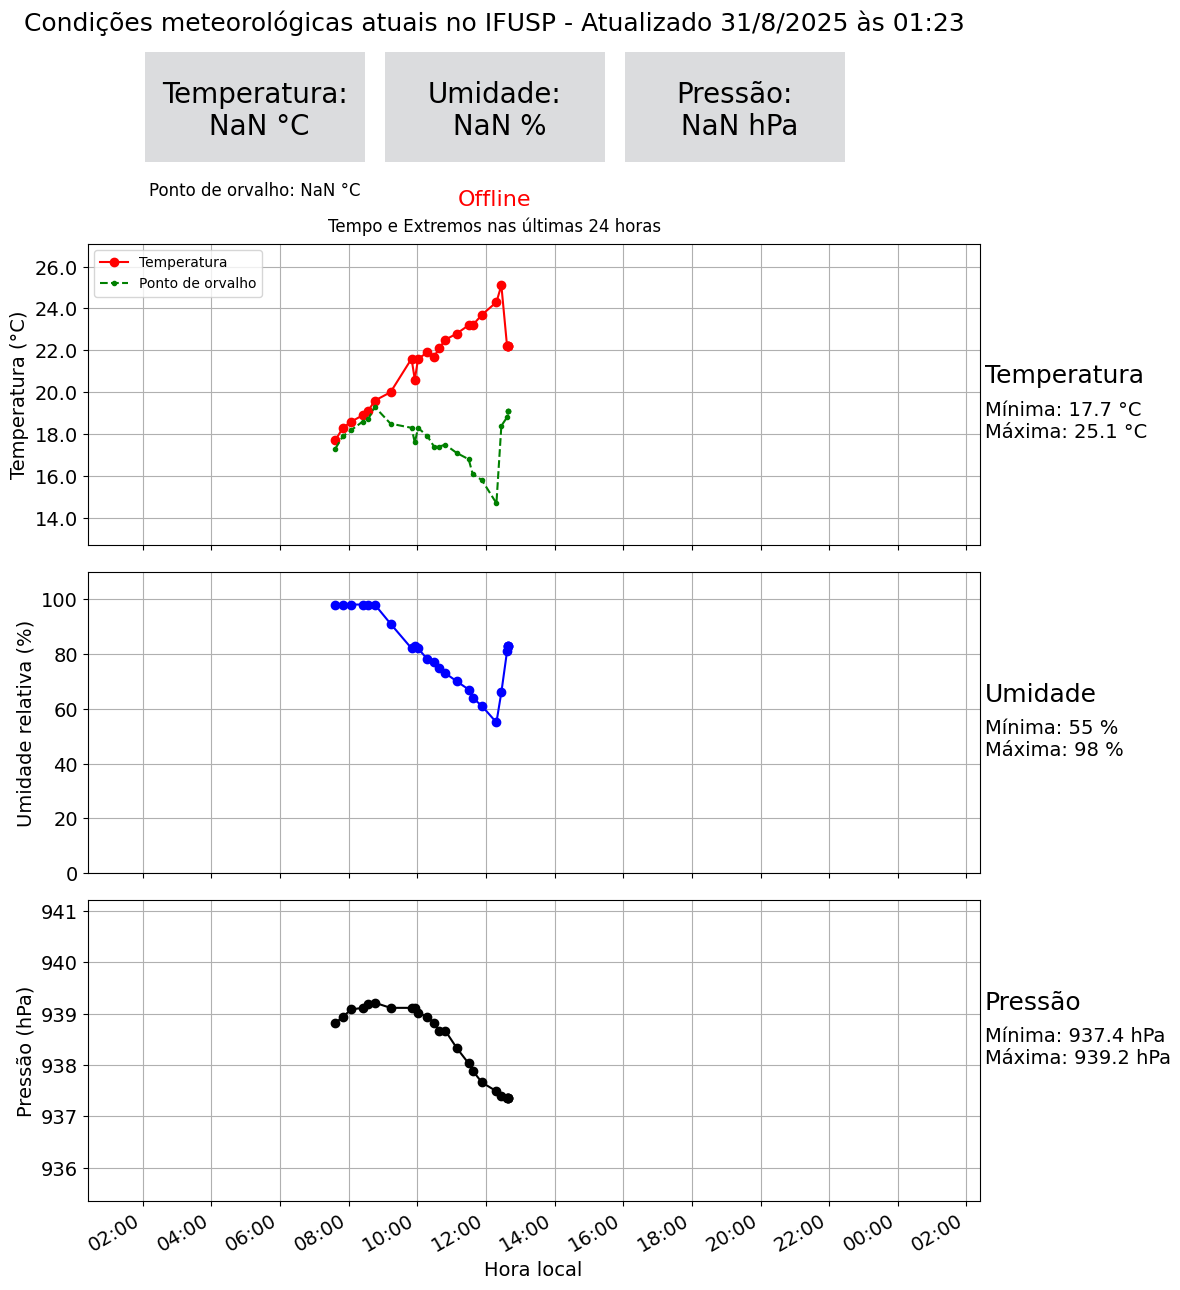 Condições meteorológicas atuais no IFUSP - Atualizado 31/8/2025 às 01:23
Temperatura:
NaN °C
Umidade:
NaN %
Pressão:
NaN hPa
Ponto de orvalho: NaN °C
Offline
Tempo e Extremos nas últimas 24 horas
Temperatura
Ponto de orvalho
Temperatura (°C)
26.0
24.0
22.0
20.0
18.0
16.0
14.0
Temperatura
Mínima: 17.7 °C
Máxima: 25.1 °C
Umidade relativa (%)
100
80
60
40
20
0
Umidade
Mínima: 55 %
Máxima: 98 %
Pressão (hPa)
941
940
939
938
937
936
Pressão
Mínima: 937.4 hPa
Máxima: 939.2 hPa
02:00 04:00 06:00 08:00 10:00 12:00 14:00 16:00 18:00 20:00 22:00 00:00 02:00
Hora local